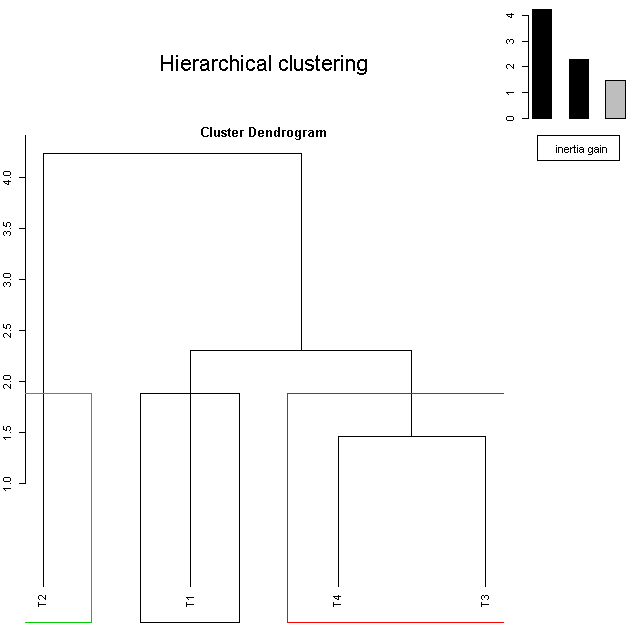 Hierarchical clustering
0 1 2 3 4
inertia gain
Cluster Dendrogram
4.0
3.5
3.0
2.5
2.0
1.5
1.0
T2 T1 T4 T3